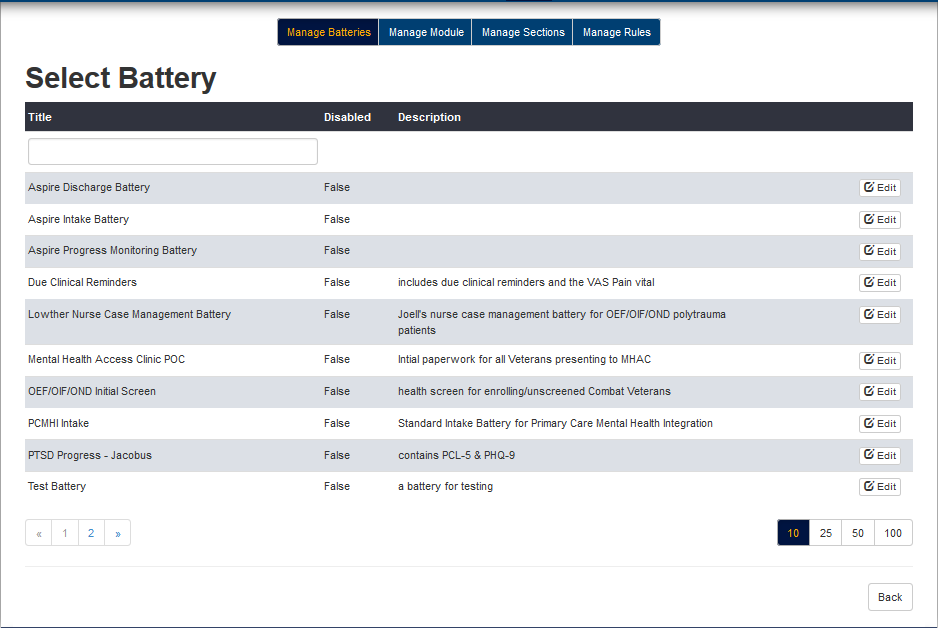 Manage Batteries Manage Module Manage Sections Manage Rules
Select Battery
Title Disabled Description
Aspire Discharge Battery False Edit
Aspire Intake Battery False Edit
Aspire Progress Monitoring Battery False Edit
Due Clinical Reminders False includes due clinical reminders and the VAS Pain vital Edit
Lowther Nurse Case Management Battery False Joell's nurse case management battery for OEF/OIF/OND polytrauma Edit
patients
Mental Health Access Clinic POC False Intial paperwork for all Veterans presenting to MHAC Edit
OEF/OIF/OND Initial Screen False health screen for enrolling/unscreened Combat Veterans Edit
PCMHI Intake False Standard Intake Battery for Primary Care Mental Health Integration Edit
PTSD Progress - Jacobus False contains PCL-5 & PHQ-9 Edit
Test Battery False a battery for testing Edit
« 1 2 » 10 25 50 100
Back